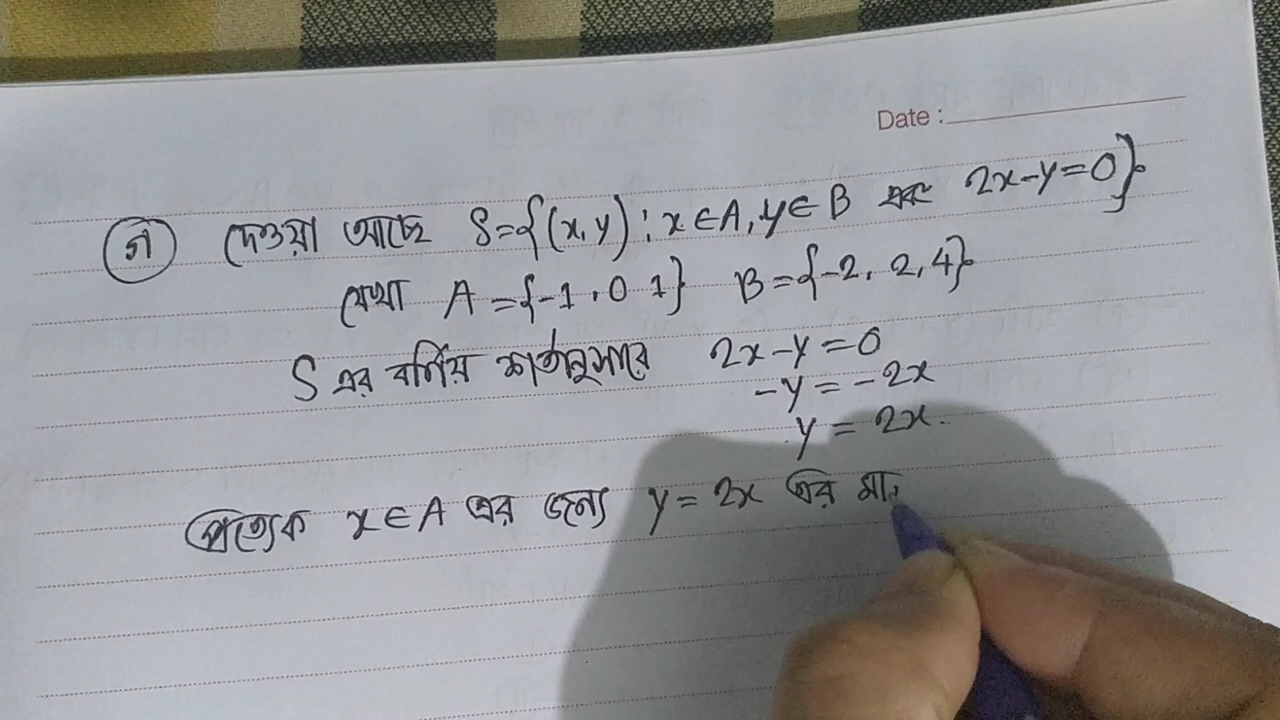 Date :
গ দেওয়া আছে S={(x, y) : x∈A, y∈B এবং 2x-y=0}
যেখা A={-1, 0 1} B={-2, 2, 4}
S এর বর্ণিয় শর্তানুসারে 2x-y=0
-y=-2x
y=2x.
প্রত্যেক x∈A এর জন্য y=2x এর মা